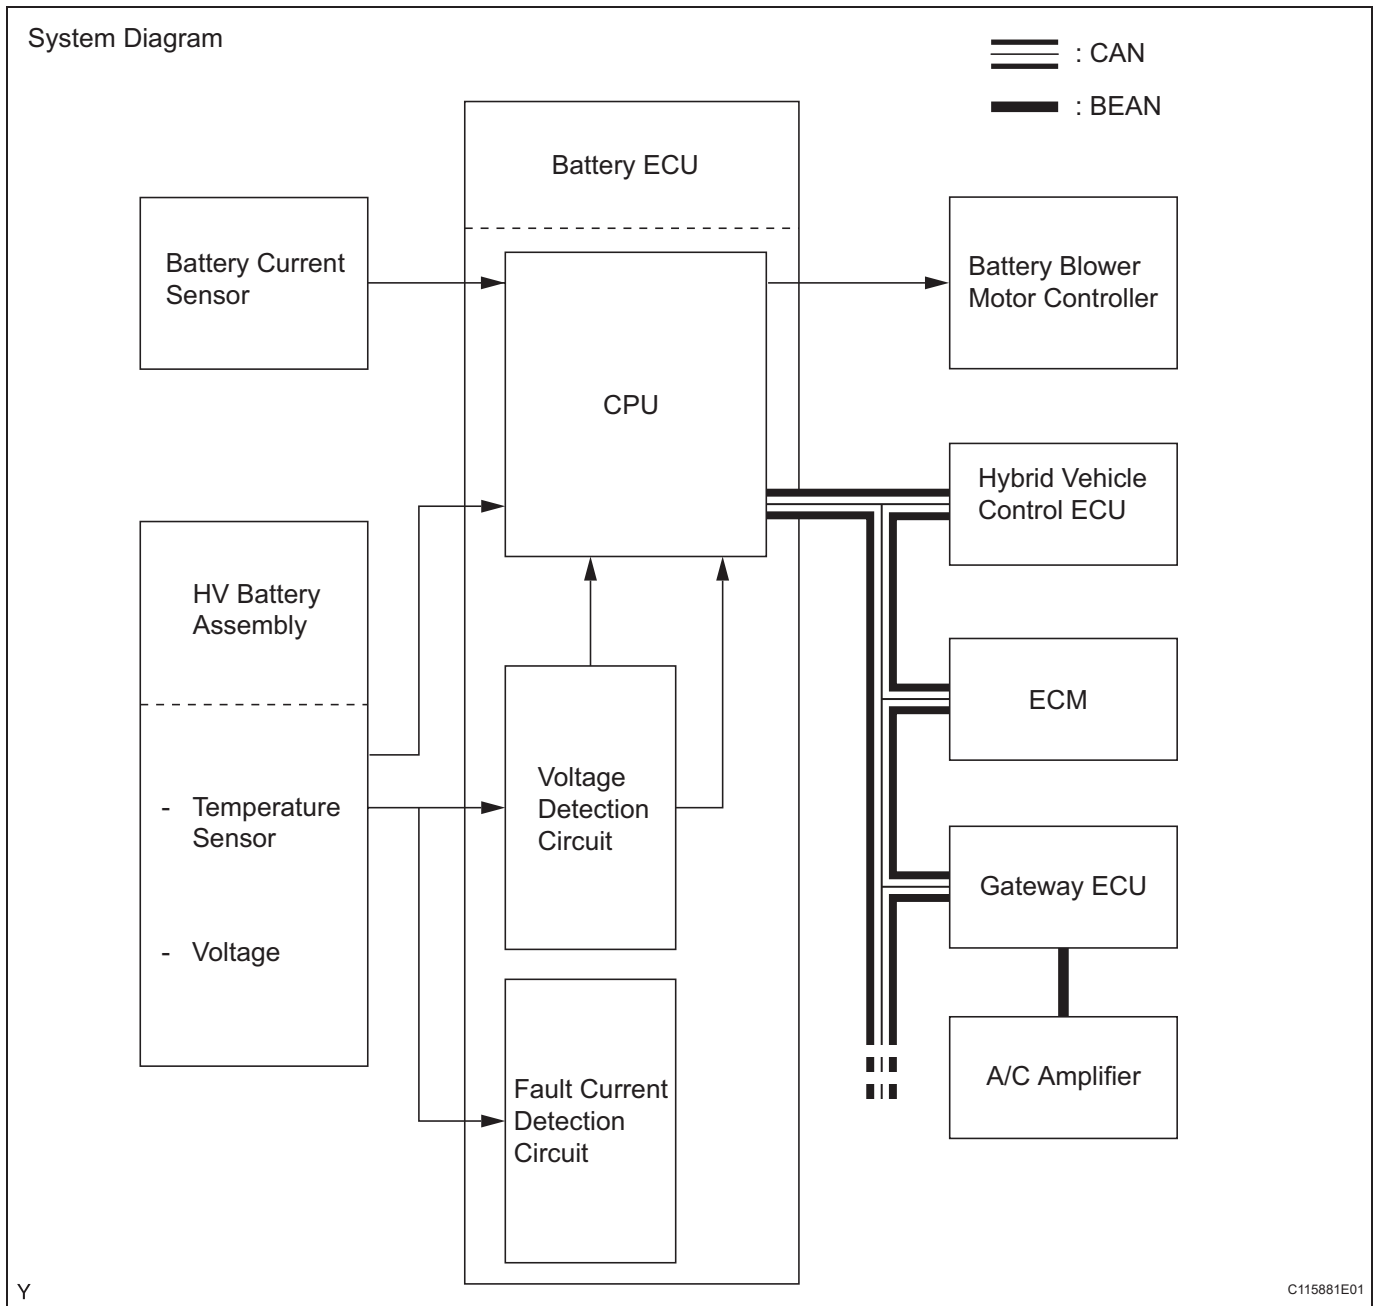 System Diagram
: CAN
: BEAN
Battery ECU
Battery Current
Sensor
CPU
Battery Blower
Motor Controller
Hybrid Vehicle
Control ECU
HV Battery
Assembly
- Temperature
Sensor
- Voltage
Voltage
Detection
Circuit
ECM
Gateway ECU
Fault Current
Detection
Circuit
A/C Amplifier
Y
C115881E01